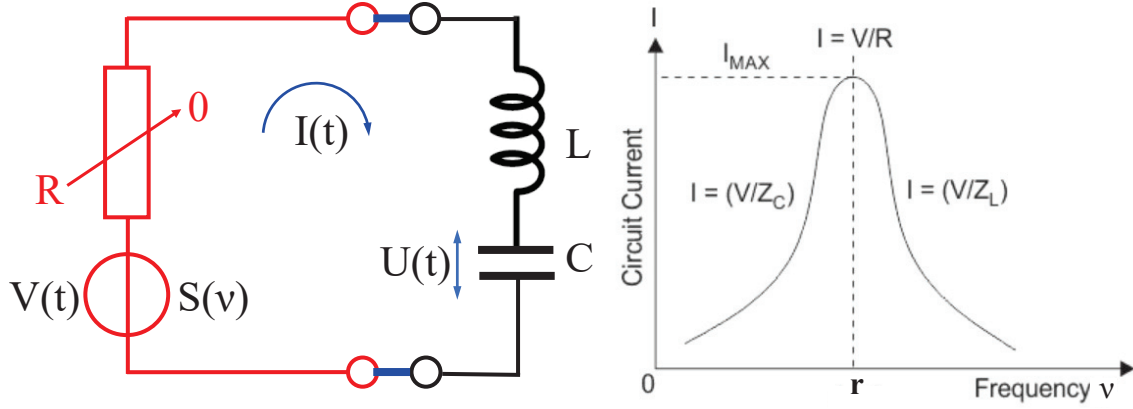 0
R
I(t)
L
U(t)
C
V(t)
S(ν)
I
I = V/R
I_MAX
Circuit Current
I = (V/Z_C)
I = (V/Z_L)
0
r
Frequency ν